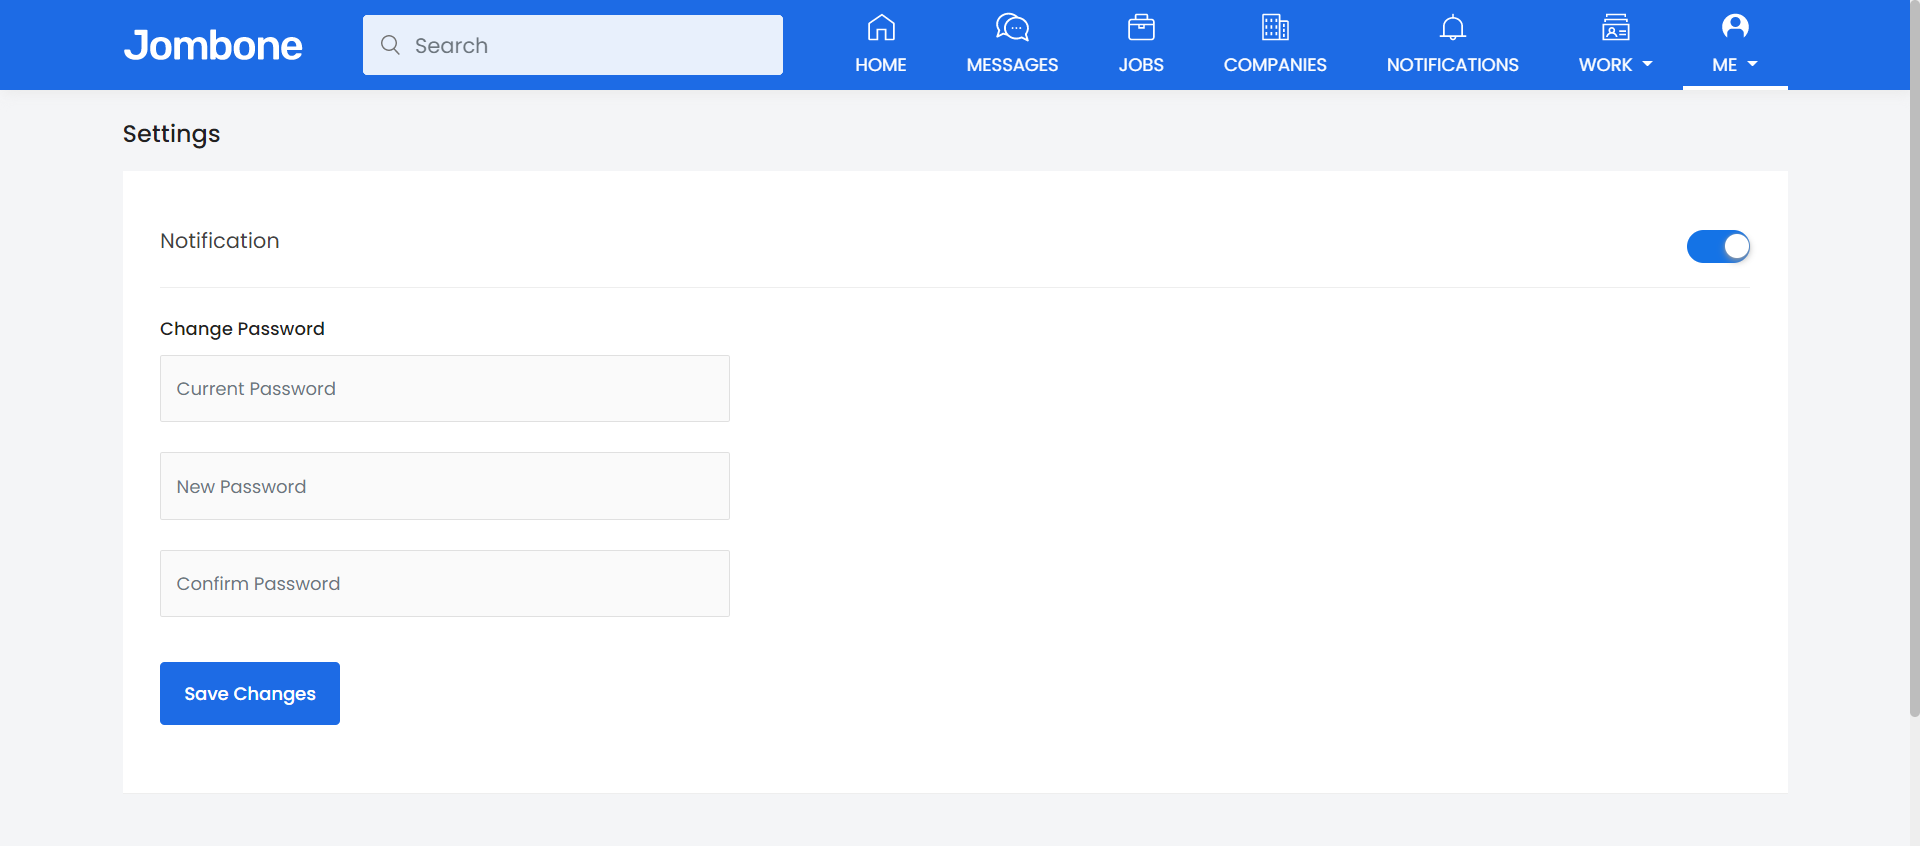 Jombone
Search
HOME
MESSAGES
JOBS
COMPANIES
NOTIFICATIONS
WORK
ME
Settings
Notification
Change Password
Current Password
New Password
Confirm Password
Save Changes